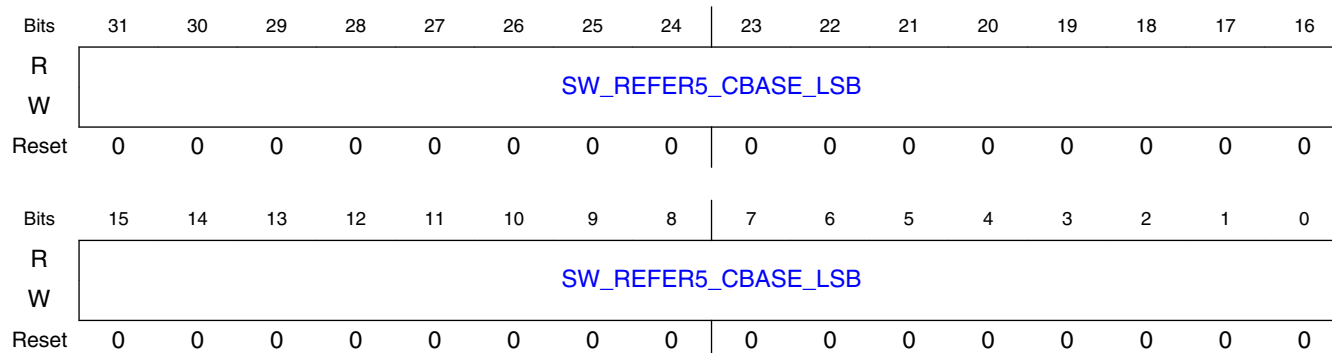 Bits 31 30 29 28 27 26 25 24 23 22 21 20 19 18 17 16
R
SW_REFER5_CBASE_LSB
W
Reset 0 0 0 0 0 0 0 0 0 0 0 0 0 0 0 0
Bits 15 14 13 12 11 10 9 8 7 6 5 4 3 2 1 0
R
SW_REFER5_CBASE_LSB
W
Reset 0 0 0 0 0 0 0 0 0 0 0 0 0 0 0 0